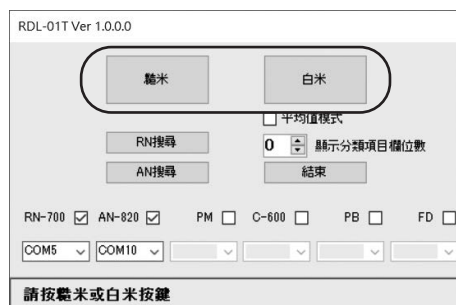 RDL-01T Ver 1.0.0.0
糙米 白米
平均值模式
RN搜尋 0 顯示分類項目欄位數
AN搜尋 結束
RN-700 AN-820 PM C-600 PB FD
COM5 COM10
請按糙米或白米按鍵